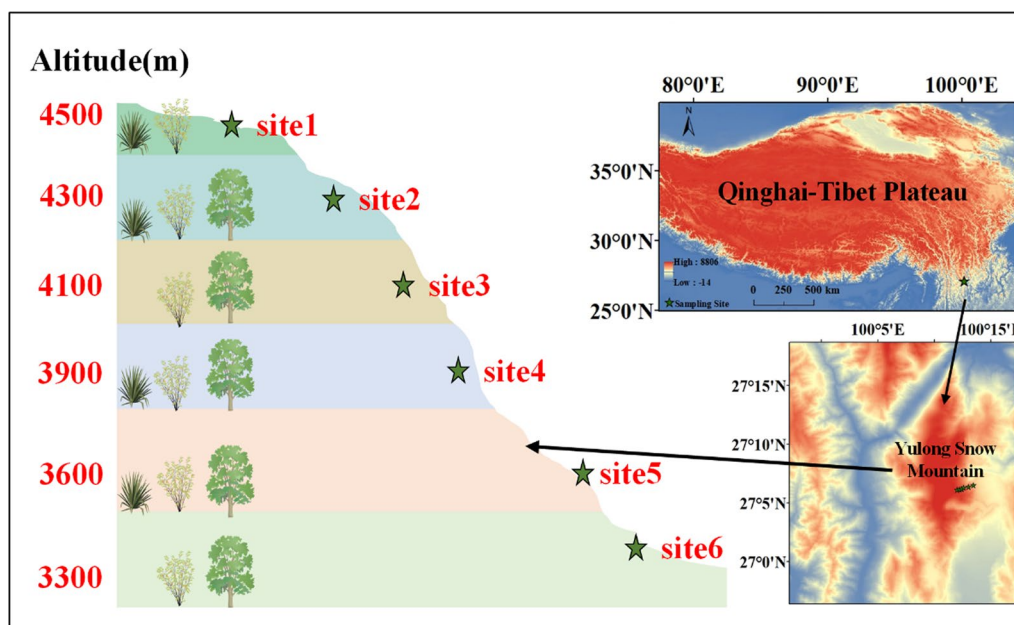 Altitude(m)
4500
site1
4300
site2
4100
site3
3900
site4
3600
site5
3300
site6
80°0'E 90°0'E 100°0'E
35°0'N
30°0'N
25°0'N
N
Qinghai-Tibet Plateau
High : 8806
Low : -14
Sampling Site
0 250 500 km
100°5'E 100°15'E
27°15'N
27°10'N
27°5'N
27°0'N
Yulong Snow
Mountain